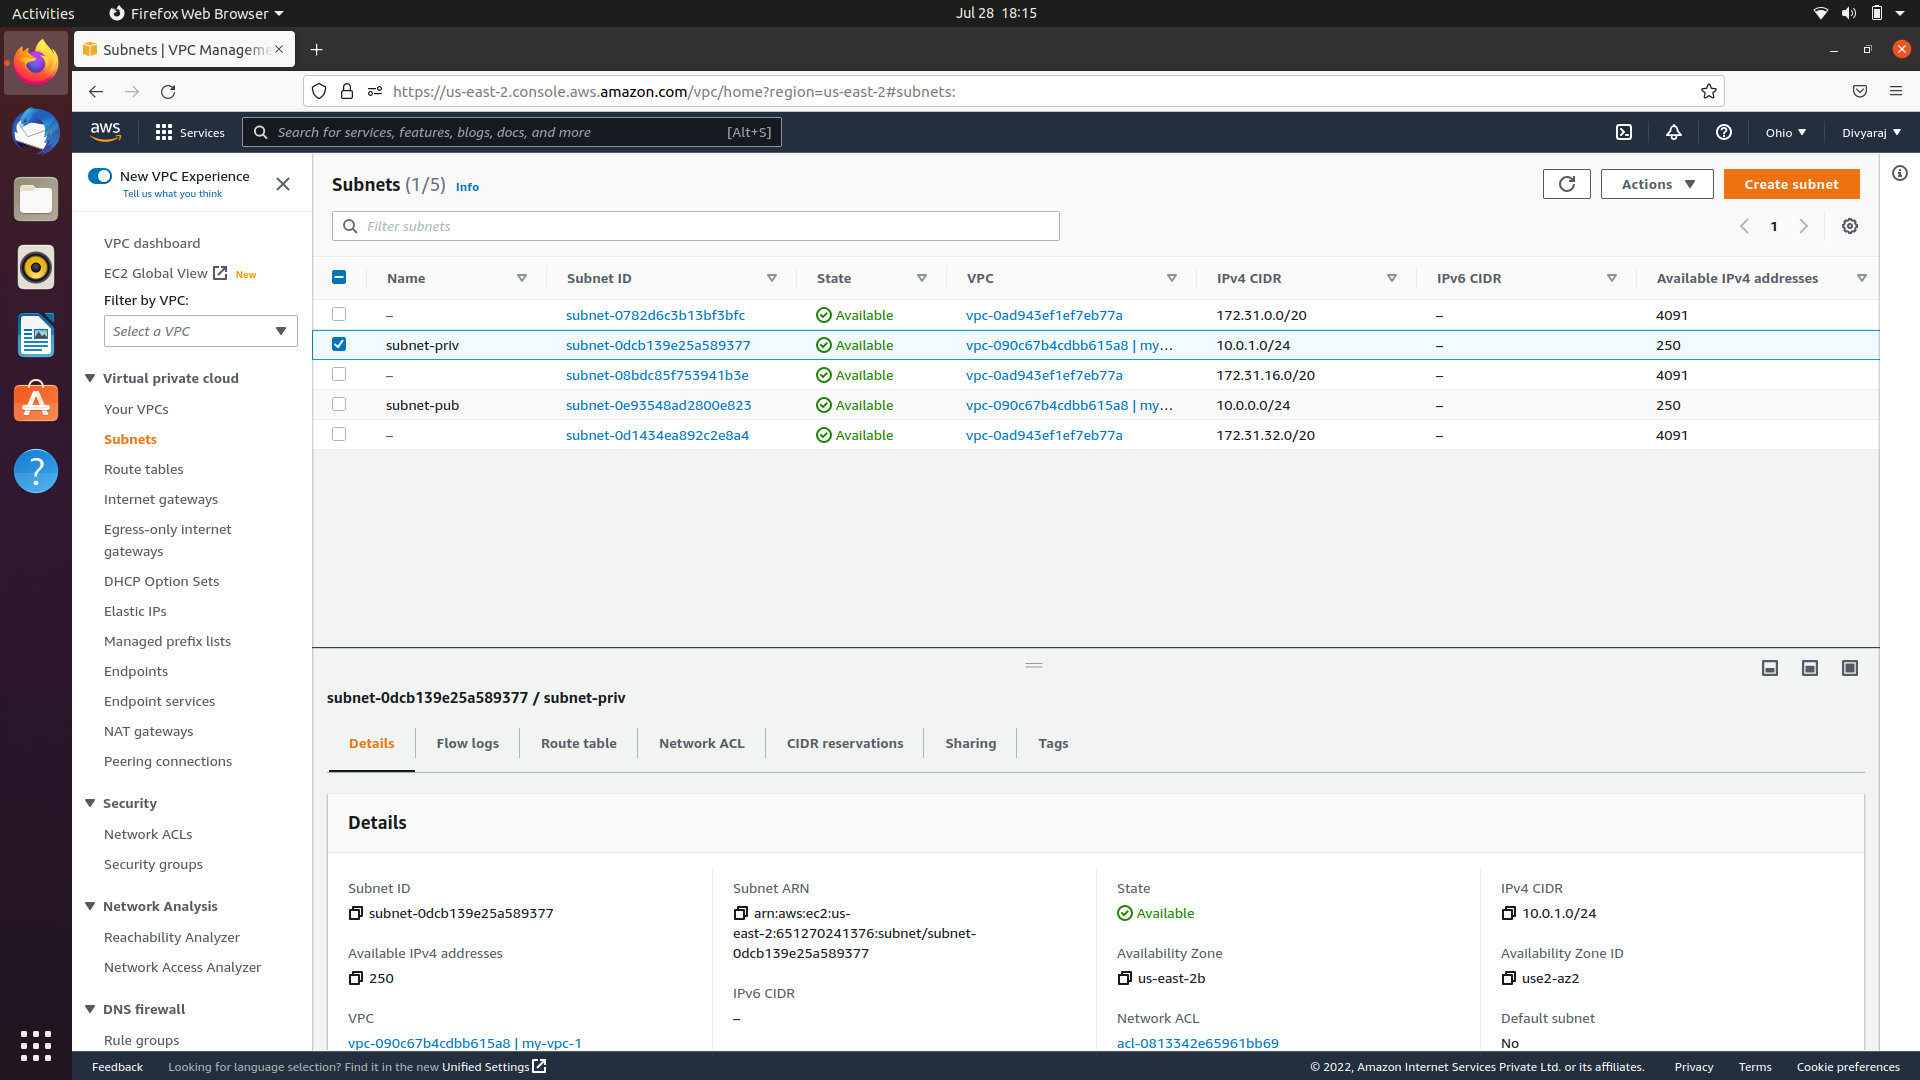 Activities
Firefox Web Browser
Jul 28 18:15
Subnets | VPC Manageme
https://us-east-2.console.aws.amazon.com/vpc/home?region=us-east-2#subnets:
aws
Services
Search for services, features, blogs, docs, and more
[Alt+S]
Ohio
Divyaraj
New VPC Experience
Tell us what you think
VPC dashboard
EC2 Global View New
Filter by VPC:
Select a VPC
Virtual private cloud
Your VPCs
Subnets
Route tables
Internet gateways
Egress-only internet
gateways
DHCP Option Sets
Elastic IPs
Managed prefix lists
Endpoints
Endpoint services
NAT gateways
Peering connections
Security
Network ACLs
Security groups
Network Analysis
Reachability Analyzer
Network Access Analyzer
DNS firewall
Rule groups
Subnets (1/5) Info
Actions
Create subnet
Filter subnets
1
Name Subnet ID State VPC IPv4 CIDR IPv6 CIDR Available IPv4 addresses
– subnet-0782d6c3b13bf3bfc Available vpc-0ad943ef1ef7eb77a 172.31.0.0/20 – 4091
subnet-priv subnet-0dcb139e25a589377 Available vpc-090c67b4cdbb615a8 | my… 10.0.1.0/24 – 250
– subnet-08bdc85f753941b3e Available vpc-0ad943ef1ef7eb77a 172.31.16.0/20 – 4091
subnet-pub subnet-0e93548ad2800e823 Available vpc-090c67b4cdbb615a8 | my… 10.0.0.0/24 – 250
– subnet-0d1434ea892c2e8a4 Available vpc-0ad943ef1ef7eb77a 172.31.32.0/20 – 4091
subnet-0dcb139e25a589377 / subnet-priv
Details Flow logs Route table Network ACL CIDR reservations Sharing Tags
Details
Subnet ID
subnet-0dcb139e25a589377
Available IPv4 addresses
250
VPC
vpc-090c67b4cdbb615a8 | my-vpc-1
Subnet ARN
arn:aws:ec2:us-
east-2:651270241376:subnet/subnet-
0dcb139e25a589377
IPv6 CIDR
–
State
Available
Availability Zone
us-east-2b
Network ACL
acl-0813342e65961bb69
IPv4 CIDR
10.0.1.0/24
Availability Zone ID
use2-az2
Default subnet
No
Feedback
Looking for language selection? Find it in the new Unified Settings
© 2022, Amazon Internet Services Private Ltd. or its affiliates.
Privacy
Terms
Cookie preferences